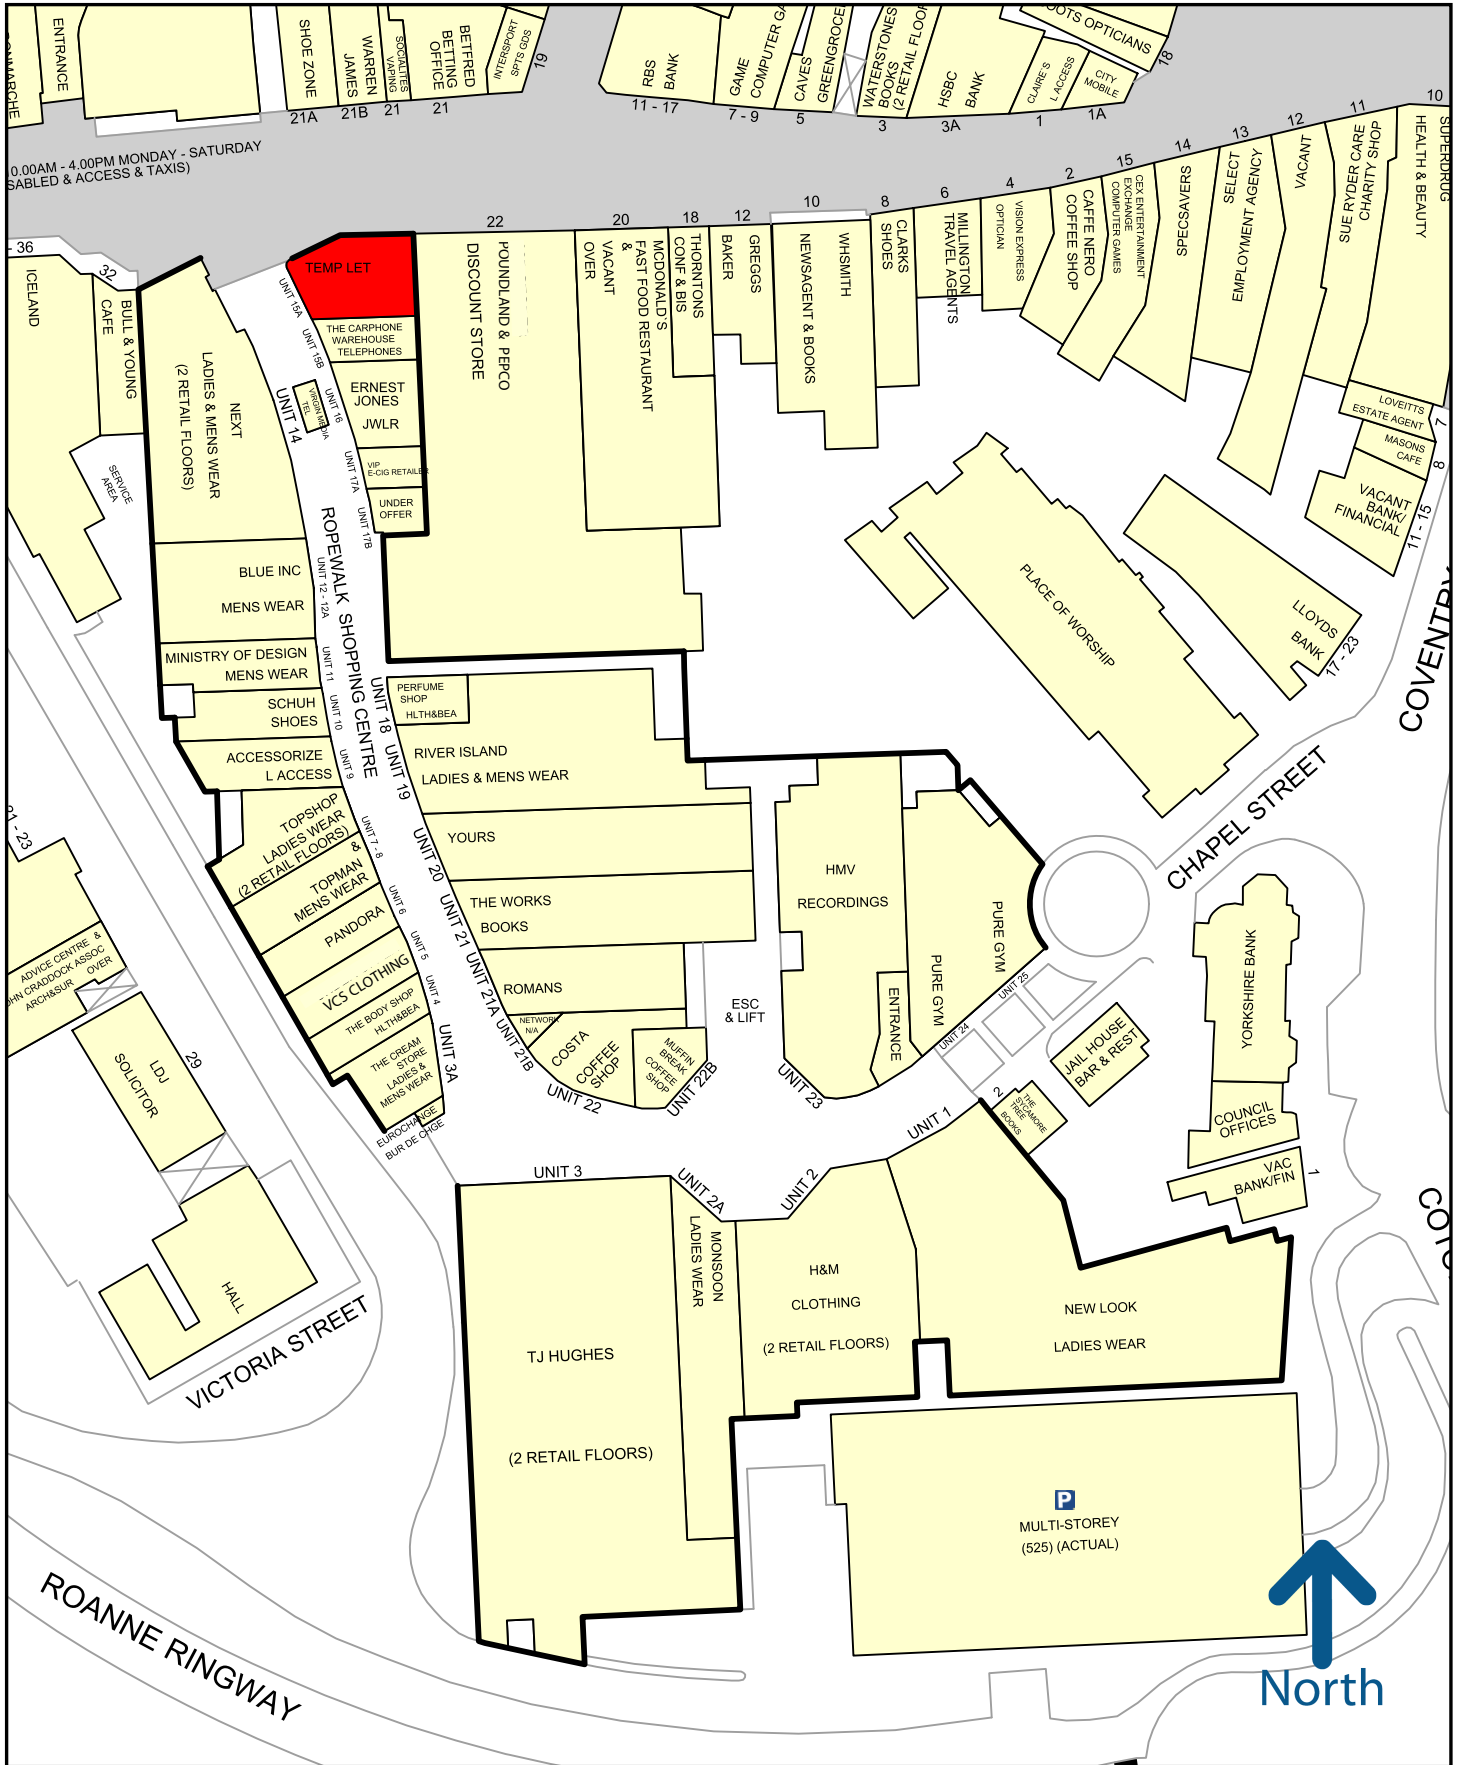 ENTRANCE
SHOE ZONE
WARREN
JAMES
SOCIALITES
VAPING
BETFRED
BETTING
OFFICE
INTERSPORT
SPTS GDS
19
RBS
BANK
GAME
COMPUTER GA
CAVES
GREENGROCE
WATERSTONES
BOOKS
(2 RETAIL FLOOR
HSBC
BANK
CLAIRE'S
L ACCESS
CITY
MOBILE
OOTS OPTICIANS
18
21A
21B
21
21
11 - 17
7 - 9
5
3
3A
1
1A
0.00AM - 4.00PM MONDAY - SATURDAY
SABLED & ACCESS & TAXIS)
- 36
ICELAND
32
BULL & YOUNG
CAFE
22
20
18
12
10
8
6
4
2
15
14
13
12
11
10
TEMP LET
UNIT 15A
THE CARPHONE
WAREHOUSE
TELEPHONES
UNIT 15B
ERNEST
JONES
JWLR
UNIT 16
VIRGIN MEDIA
TEL
VIP
E-CIG RETAILER
UNIT 17A
UNDER
OFFER
UNIT 17B
POUNDLAND & PEPCO
DISCOUNT STORE
MCDONALD`S
FAST FOOD RESTAURANT
&
VACANT
OVER
THORNTONS
CONF & BIS
GREGGS
BAKER
WHSMITH
NEWSAGENT & BOOKS
CLARKS
SHOES
MILLINGTON
TRAVEL AGENTS
VISION EXPRESS
OPTICIAN
CAFFE NERO
COFFEE SHOP
CEX ENTERTAINMENT
EXCHANGE
COMPUTER GAMES
SPECSAVERS
SELECT
EMPLOYMENT AGENCY
VACANT
SUE RYDER CARE
CHARITY SHOP
SUPERDRUG
HEALTH & BEAUTY
LOVEITTS
ESTATE AGENT
7
MASONS
CAFE
8
VACANT
BANK/
FINANCIAL
11 - 15
LLOYDS
BANK
17 - 23
PLACE OF WORSHIP
COVENTRY
CHAPEL STREET
SERVICE
AREA
NEXT
LADIES & MENS WEAR
(2 RETAIL FLOORS)
UNIT 14
BLUE INC
MENS WEAR
UNIT 12 - 12A
ROPEWALK SHOPPING CENTRE
MINISTRY OF DESIGN
MENS WEAR
UNIT 11
SCHUH
SHOES
UNIT 10
ACCESSORIZE
L ACCESS
UNIT 9
TOPSHOP
LADIES WEAR
(2 RETAIL FLOORS)
&
TOPMAN
MENS WEAR
UNIT 7 - 8
PANDORA
UNIT 6
VCS CLOTHING
UNIT 5
THE BODY SHOP
HLTH&BEA
UNIT 4
THE CREAM
STORE
LADIES &
MENS WEAR
UNIT 3A
EUROCHANGE
BUR DE CHGE
UNIT 18
PERFUME
SHOP
HLTH&BEA
UNIT 19
RIVER ISLAND
LADIES & MENS WEAR
UNIT 20
YOURS
UNIT 21
THE WORKS
BOOKS
UNIT 21A
ROMANS
UNIT 21B
NETWORK
N/A
COSTA
COFFEE
SHOP
UNIT 22
MUFFIN
BREAK
COFFEE
SHOP
UNIT 22B
ESC
& LIFT
HMV
RECORDINGS
ENTRANCE
UNIT 23
PURE GYM
PURE GYM
UNIT 24
UNIT 25
JAIL HOUSE
BAR & REST
2
THE
SYCAMORE
TREE
BOOKS
YORKSHIRE BANK
COUNCIL
OFFICES
VAC
BANK/FIN
1
21 - 23
ADVICE CENTRE &
OHN CRADDOCK ASSOC
ARCH&SUR OVER
LDJ
SOLICITOR
29
HALL
VICTORIA STREET
UNIT 3
TJ HUGHES
(2 RETAIL FLOORS)
UNIT 2A
MONSOON
LADIES WEAR
UNIT 2
H&M
CLOTHING
(2 RETAIL FLOORS)
UNIT 1
NEW LOOK
LADIES WEAR
P
MULTI-STOREY
(525) (ACTUAL)
ROANNE RINGWAY
North